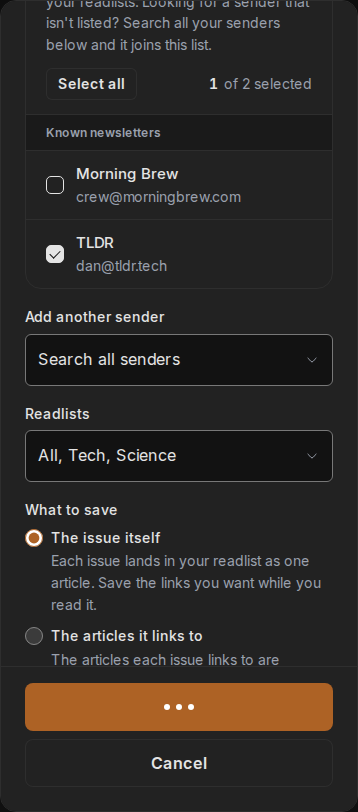 your readlists. Looking for a sender that
isn't listed? Search all your senders
below and it joins this list.
Select all
1 of 2 selected
Known newsletters
Morning Brew
crew@morningbrew.com
TLDR
dan@tldr.tech
Add another sender
Search all senders
Readlists
All, Tech, Science
What to save
The issue itself
Each issue lands in your readlist as one
article. Save the links you want while you
read it.
The articles it links to
The articles each issue links to are
Cancel